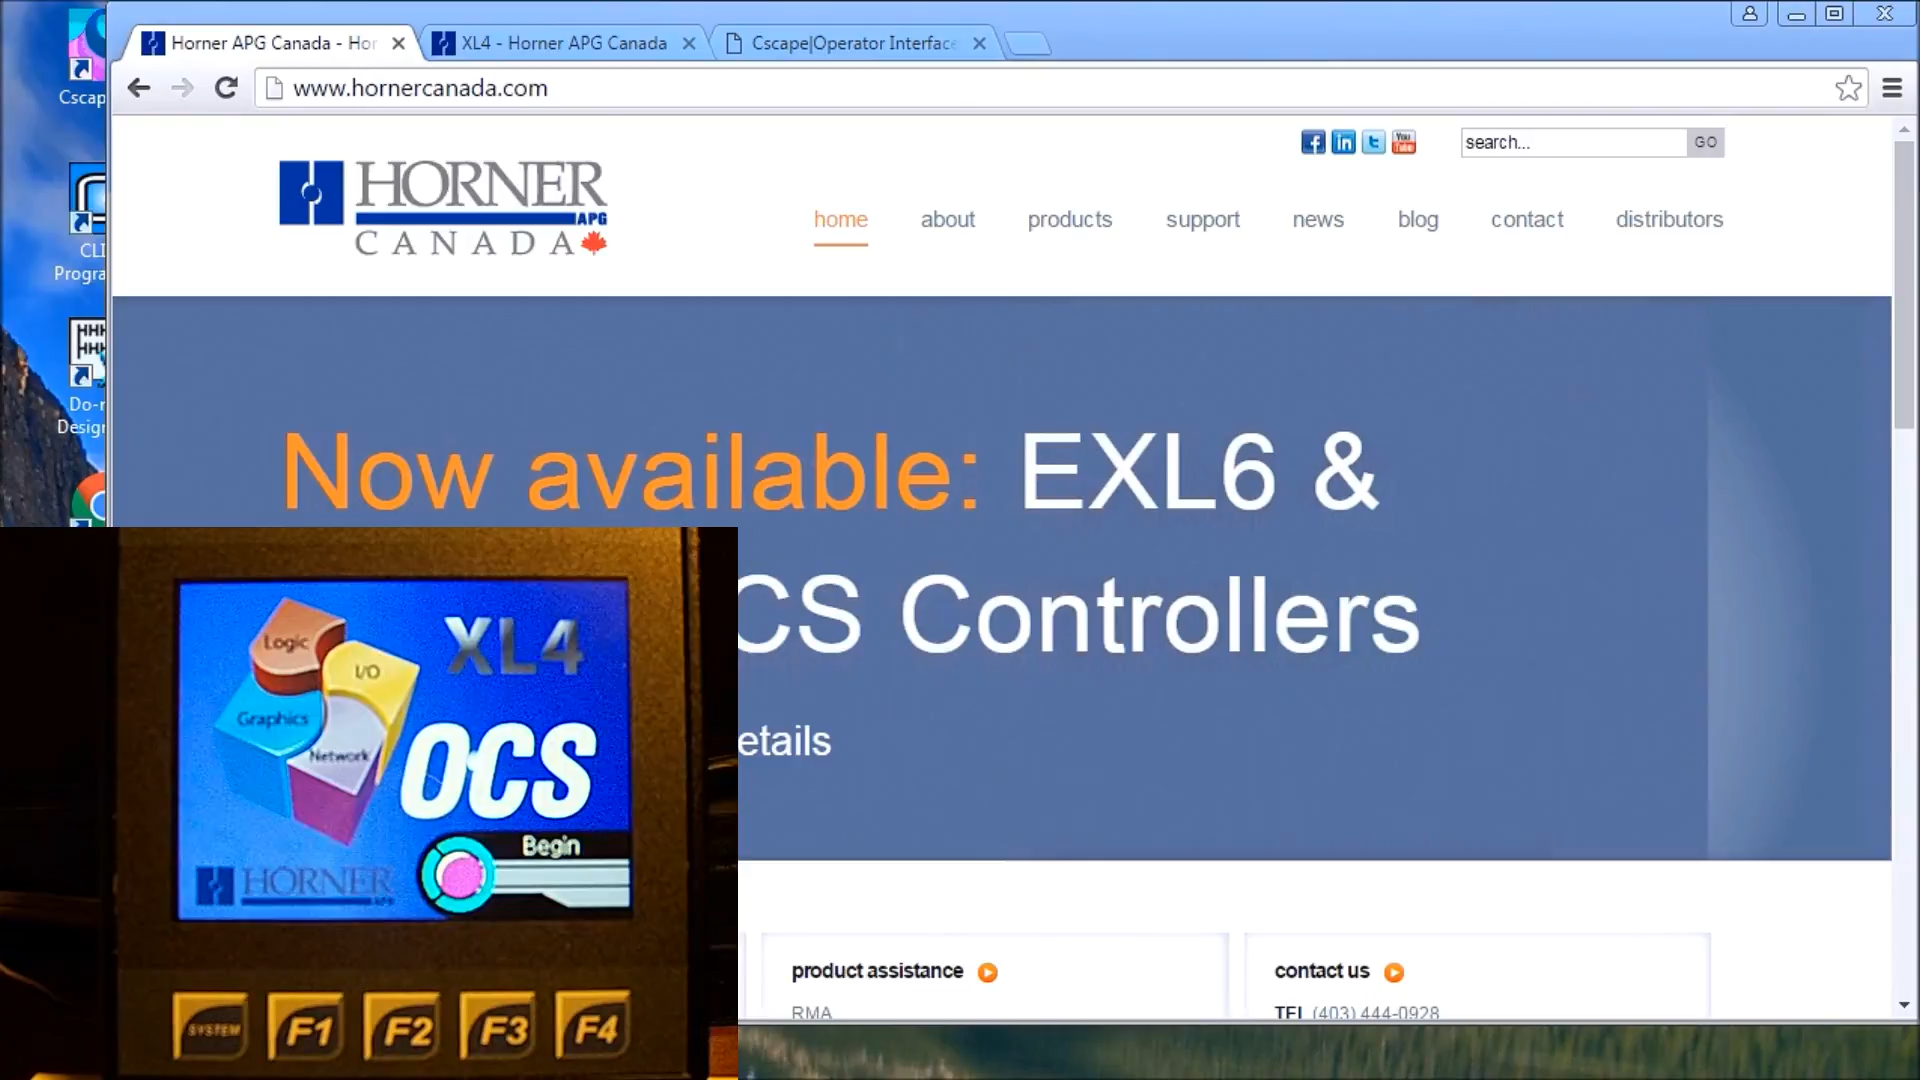 Horner APG Canada - Hor
XL4 - Horner APG Canada
Cscape|Operator Interface
www.hornercanada.com
Cscap
search...
GO
HORNER
APG
CANADA
home
about
products
support
news
blog
contact
distributors
CLI
Progra
Now available: EXL6 &
Do-
Design
CS Controllers
etails
Logic
I/O
Graphics
Network
XL4
OCS
Begin
HORNER
APG
product assistance
contact us
RMA
TEL (403) 444-0928
SYSTEM
F1
F2
F3
F4